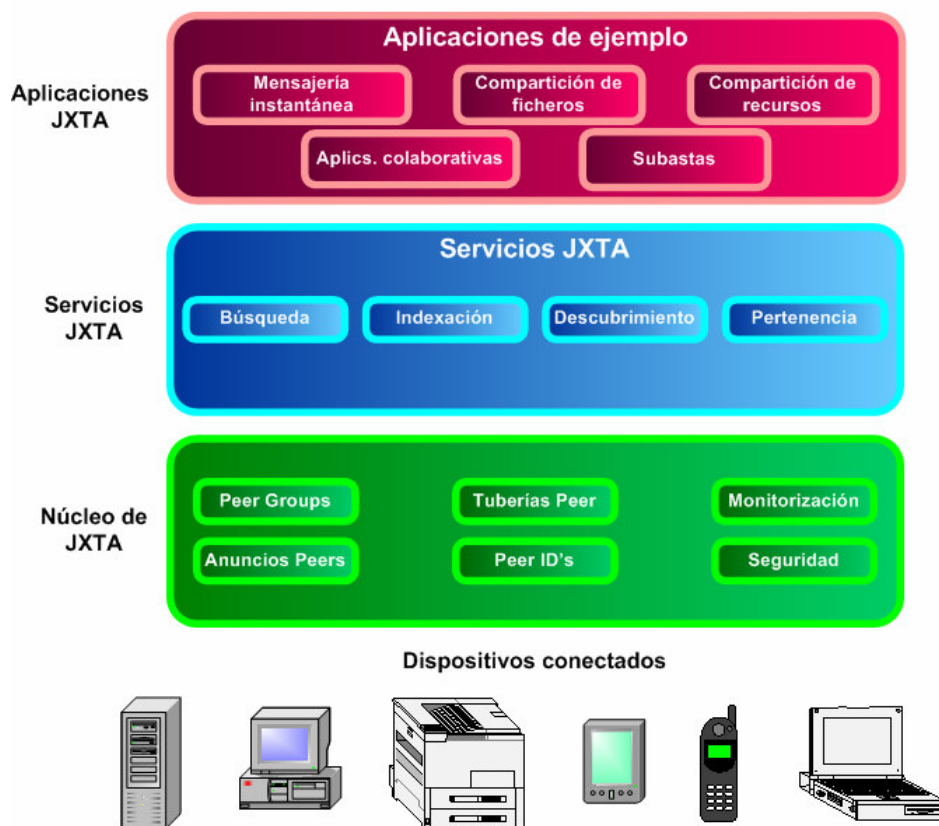 Aplicaciones de ejemplo
Aplicaciones
JXTA
Mensajería
instantánea
Compartición de
ficheros
Compartición de
recursos
Aplics. colaborativas
Subastas
Servicios JXTA
Servicios
JXTA
Búsqueda
Indexación
Descubrimiento
Pertenencia
Núcleo de
JXTA
Peer Groups
Tuberías Peer
Monitorización
Anuncios Peers
Peer ID's
Seguridad
Dispositivos conectados